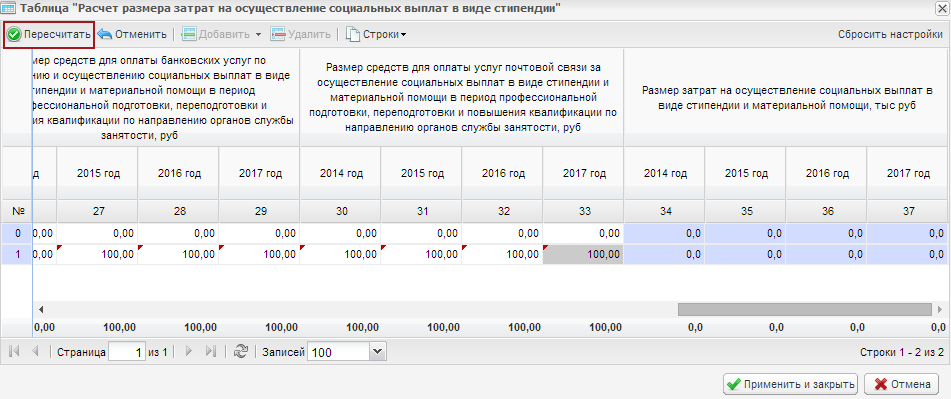 Таблица "Расчет размера затрат на осуществление социальных выплат в виде стипендии"
Пересчитать Отменить Добавить Удалить Строки Сбросить настройки
мер средств для оплаты банковских услуг по
нию и осуществлению социальных выплат в виде
типендии и материальной помощи в период
фессиональной подготовки, переподготовки и
ия квалификации по направлению органов службы
занятости, руб
Размер средств для оплаты услуг почтовой связи за
осуществление социальных выплат в виде стипендии и
материальной помощи в период профессиональной
подготовки, переподготовки и повышения квалификации по
направлению органов службы занятости, руб
Размер затрат на осуществление социальных выплат в
виде стипендии и материальной помощи, тыс руб
д 2015 год 2016 год 2017 год 2014 год 2015 год 2016 год 2017 год 2014 год 2015 год 2016 год 2017 год
№ 27 28 29 30 31 32 33 34 35 36 37
0 0,00 0,00 0,00 0,00 0,00 0,00 0,00 0,00 0,0 0,0 0,0 0,0
1 0,00 100,00 100,00 100,00 100,00 100,00 100,00 100,00 0,0 0,0 0,0 0,0
0,00 100,00 100,00 100,00 100,00 100,00 100,00 100,00 0,0 0,0 0,0 0,0
Страница 1 из 1 Записей 100 Строки 1 - 2 из 2
Применить и закрыть Отмена